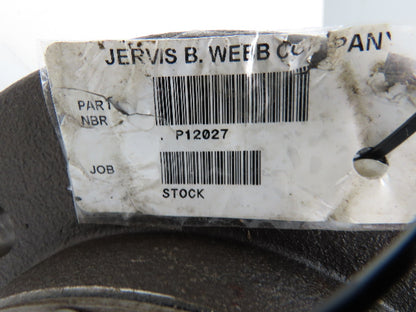 JERVIS B. WEBB COMPANY
PART
NBR
P12027
JOB
STOCK